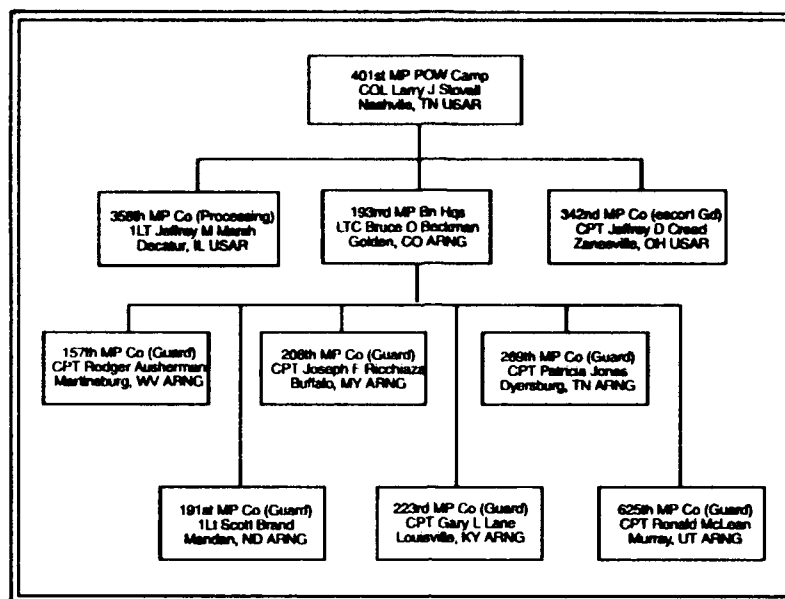 401st MP POW Camp
COL Larry J Stovall
Nashville, TN USAR
358th MP Co (Processing)
1LT Jeffrey M Marsh
Decatur, IL USAR
193nd MP Bn Hqs
LTC Bruce O Beckman
Golden, CO ARNG
342nd MP Co (escort Gd)
CPT Jeffrey D Creed
Zanesville, OH USAR
157th MP Co (Guard)
CPT Rodger Ausherman
Martinsburg, WV ARNG
206th MP Co (Guard)
CPT Joseph F Ricchiaza
Buffalo, MY ARNG
269th MP Co (Guard)
CPT Patricia Jones
Dyersburg, TN ARNG
191st MP Co (Guard)
1Lt Scott Brand
Mandan, ND ARNG
223rd MP Co (Guard)
CPT Gary L Lane
Louisville, KY ARNG
625th MP Co (Guard)
CPT Ronald McLean
Murray, UT ARNG